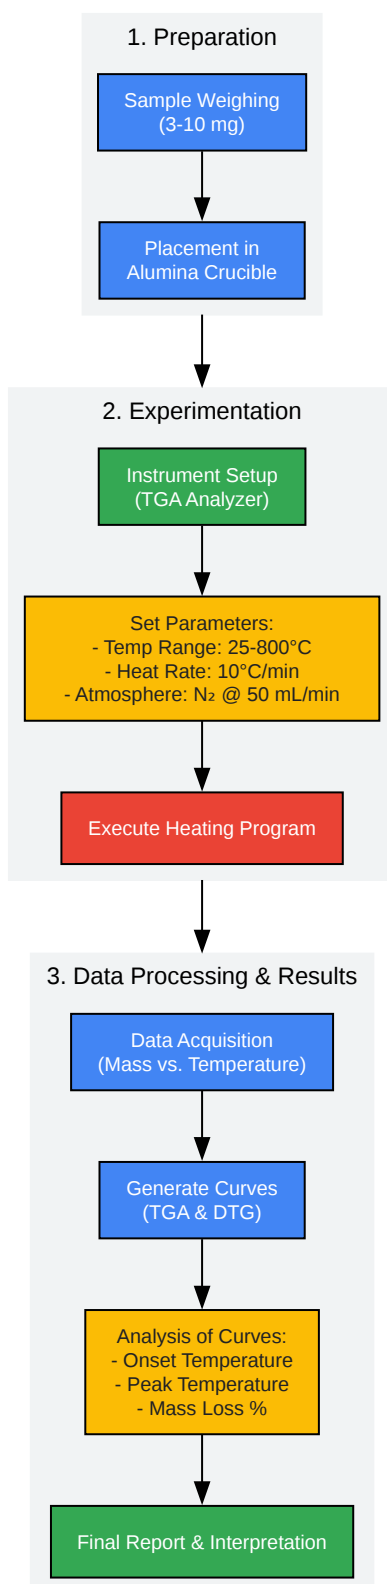 1. Preparation
Sample Weighing
(3-10 mg)
Placement in
Alumina Crucible
2. Experimentation
Instrument Setup
(TGA Analyzer)
Set Parameters:
- Temp Range: 25-800°C
- Heat Rate: 10°C/min
- Atmosphere: N₂ @ 50 mL/min
Execute Heating Program
3. Data Processing & Results
Data Acquisition
(Mass vs. Temperature)
Generate Curves
(TGA & DTG)
Analysis of Curves:
- Onset Temperature
- Peak Temperature
- Mass Loss %
Final Report & Interpretation